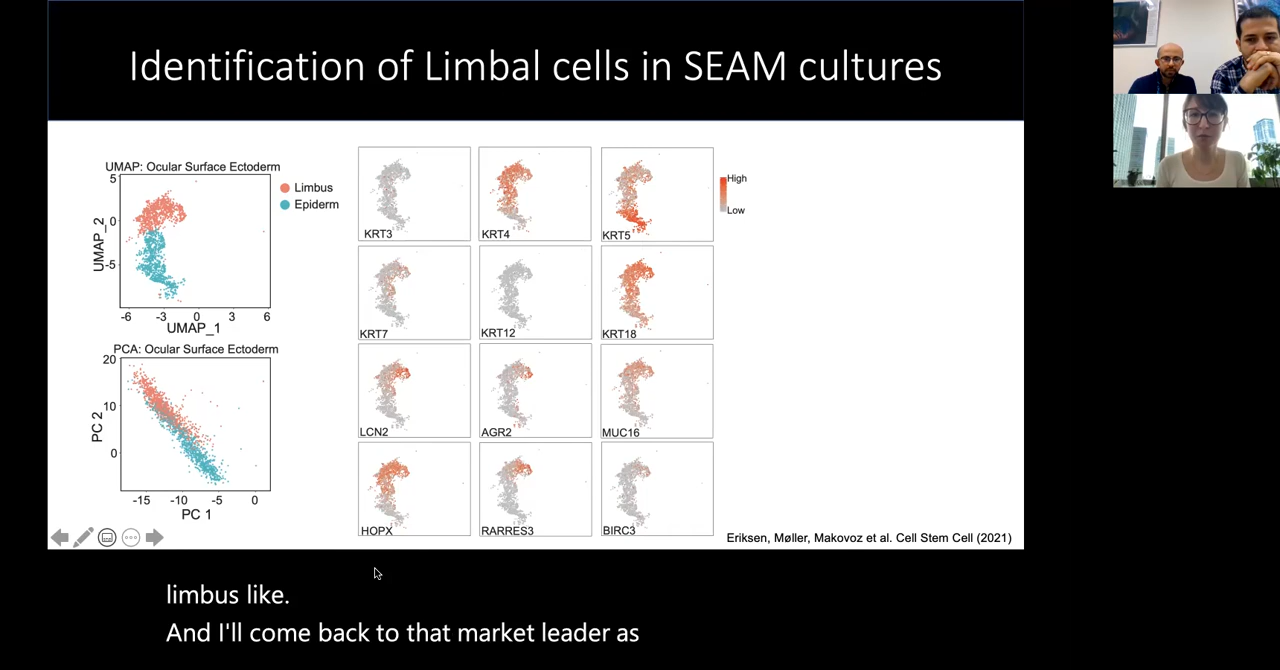 Identification of Limbal cells in SEAM cultures
UMAP: Ocular Surface Ectoderm
5
0
-5
UMAP_2
-6 -3 0 3 6
UMAP_1
Limbus
Epiderm
PCA: Ocular Surface Ectoderm
20
10
0
PC 2
-15 -10 -5 0
PC 1
KRT3 KRT4 KRT5
High
Low
KRT7 KRT12 KRT18
LCN2 AGR2 MUC16
HOPX RARRES3 BIRC3
Eriksen, Møller, Makovoz et al. Cell Stem Cell (2021)
limbus like.
And I'll come back to that market leader as